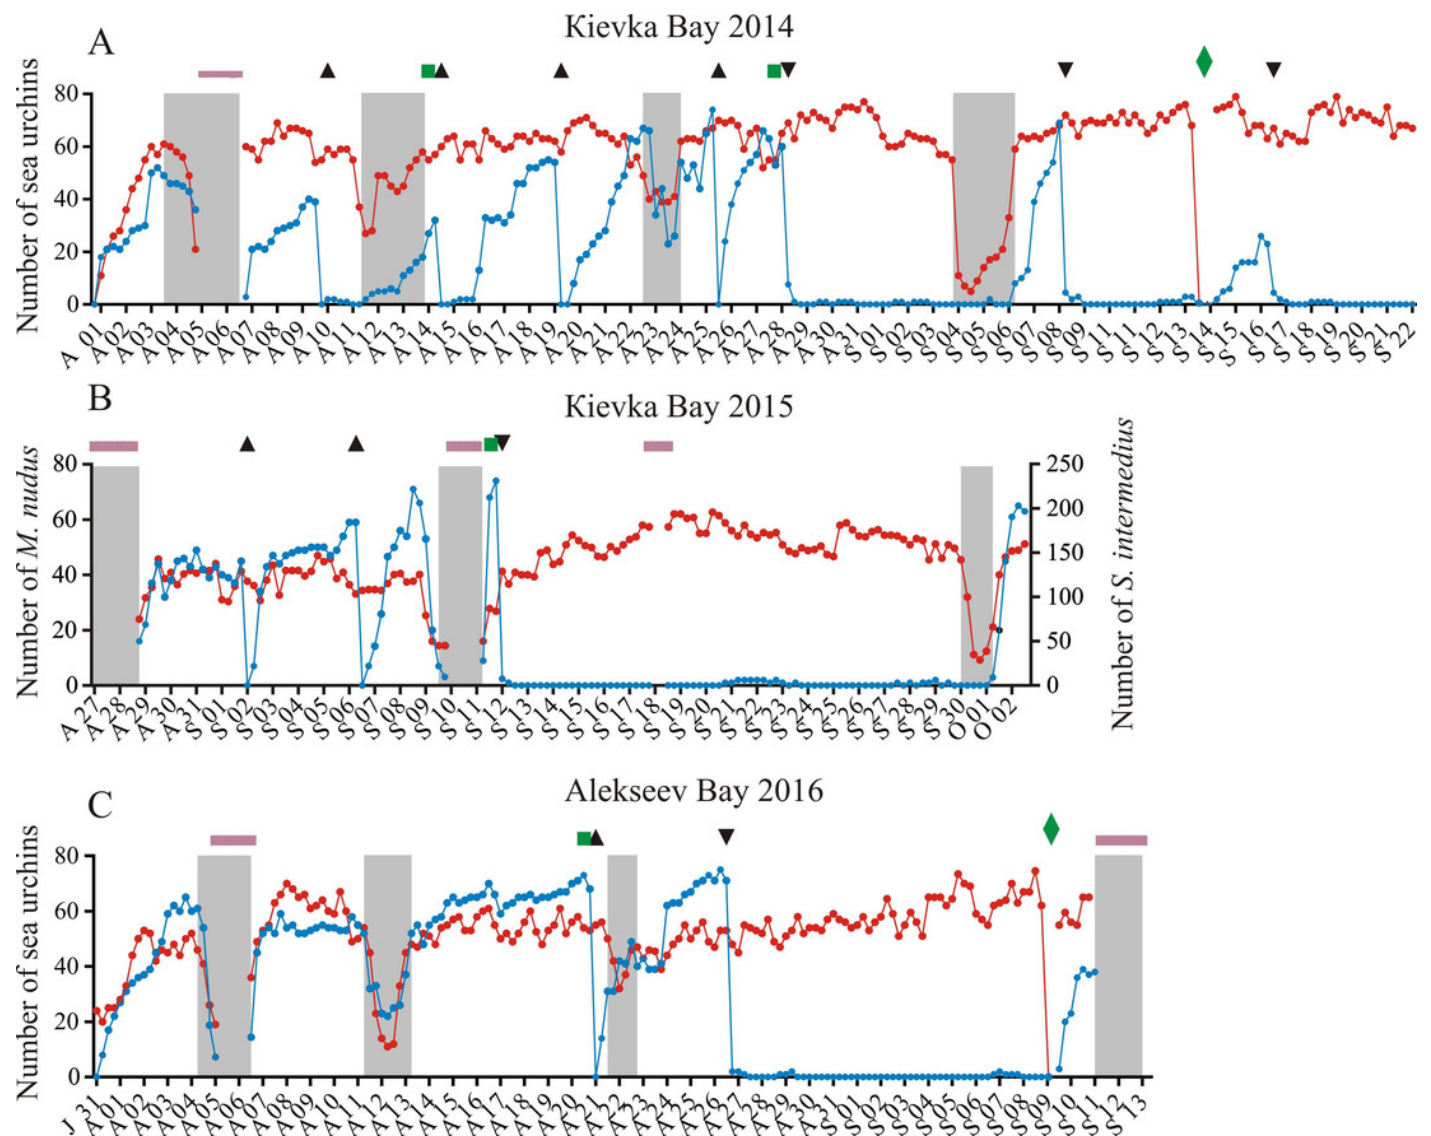 Kievka Bay 2014
A
Number of sea urchins
80
60
40
20
0
A 01 A 02 A 03 A 04 A 05 A 06 A 07 A 08 A 09 A 10 A 11 A 12 A 13 A 14 A 15 A 16 A 17 A 19 A 20 A 21 A 22 A 23 A 24 A 25 A 26 A 27 A 28 A 29 A 30 A 31 S 01 S 02 S 03 S 04 S 05 S 06 S 07 S 08 S 09 S 10 S 11 S 12 S 13 S 14 S 15 S 16 S 17 S 18 S 19 S 20 S 21 S 22
Kievka Bay 2015
B
Number of M. nudus
80
60
40
20
0
250
200
150
100
50
0
Number of S. intermedius
A 27 A 28 A 29 A 30 A 31 S 01 S 02 S 03 S 04 S 05 S 06 S 07 S 08 S 09 S 10 S 11 S 12 S 13 S 14 S 15 S 16 S 17 S 18 S 19 S 20 S 21 S 22 S 23 S 24 S 25 S 26 S 27 S 28 S 29 S 30 O 01 O 02
Alekseev Bay 2016
C
Number of sea urchins
80
60
40
20
0
J 31 A 01 A 02 A 03 A 04 A 05 A 06 A 07 A 08 A 09 A 10 A 11 A 12 A 13 A 14 A 15 A 16 A 17 A 18 A 19 A 20 A 21 A 22 A 23 A 24 A 25 A 26 A 27 A 28 A 29 A 30 A 31 S 01 S 02 S 03 S 04 S 05 S 06 S 07 S 08 S 09 S 10 S 12 S 13